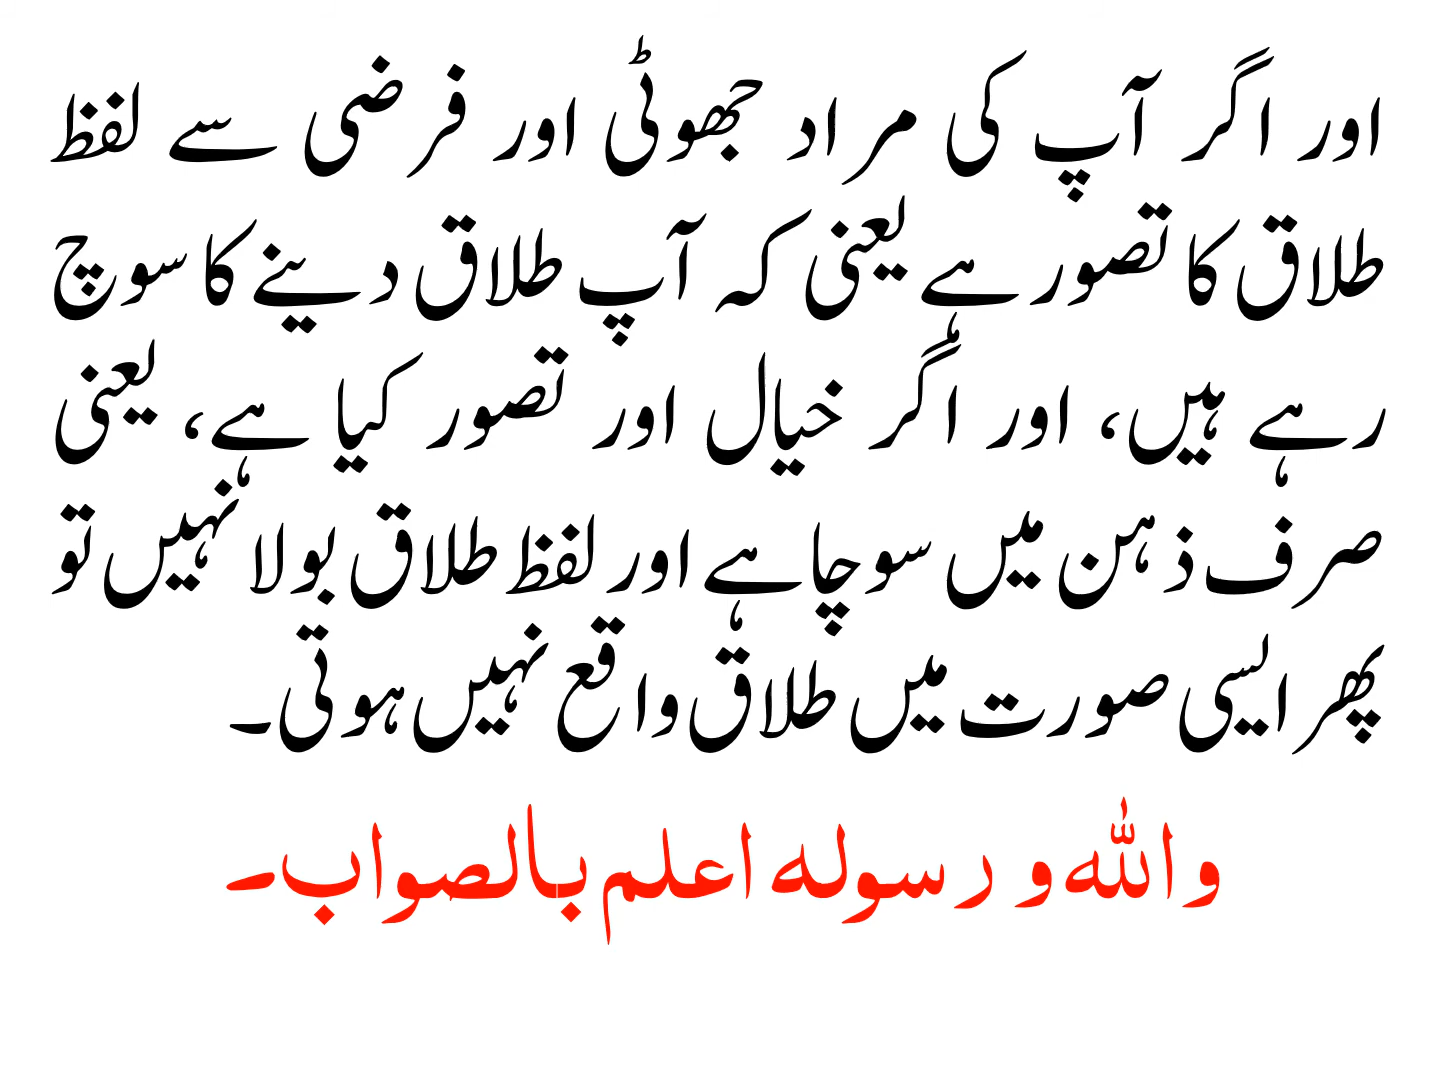 اور اگر آپ کی مراد جھوٹی اور فرضی سے لفظ
طلاق کا تصور ہے یعنی کہ آپ طلاق دینے کا سوچ
رہے ہیں، اور اگر خیال اور تصور کیا ہے، یعنی
صرف ذہن میں سوچا ہے اور لفظ طلاق بولا نہیں تو
پھر ایسی صورت میں طلاق واقع نہیں ہوتی۔
واللہ و رسولہ اعلم بالصواب۔